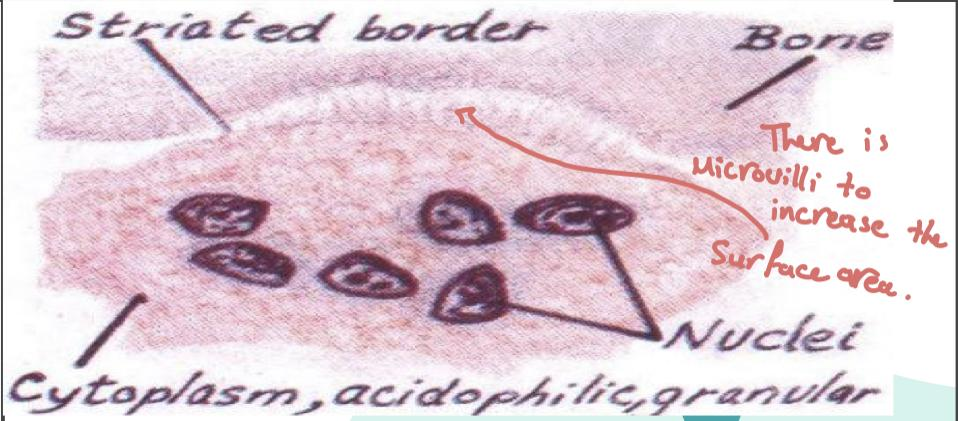 Striated border
Bone
There is
Microvilli to
increase the
Surface area.
Nuclei
Cytoplasm, acidophilic, granular